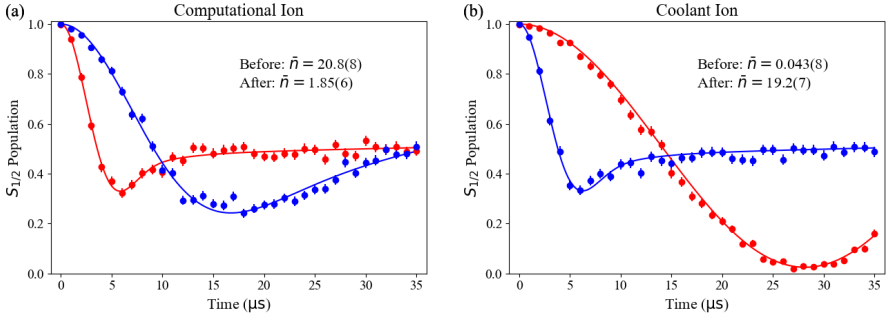 (a)
Computational Ion
Before: n̄ = 20.8(8)
After: n̄ = 1.85(6)
S1/2 Population
1.0
0.8
0.6
0.4
0.2
0.0
0 5 10 15 20 25 30 35
Time (μs)
(b)
Coolant Ion
Before: n̄ = 0.043(8)
After: n̄ = 19.2(7)
S1/2 Population
1.0
0.8
0.6
0.4
0.2
0.0
0 5 10 15 20 25 30 35
Time (μs)